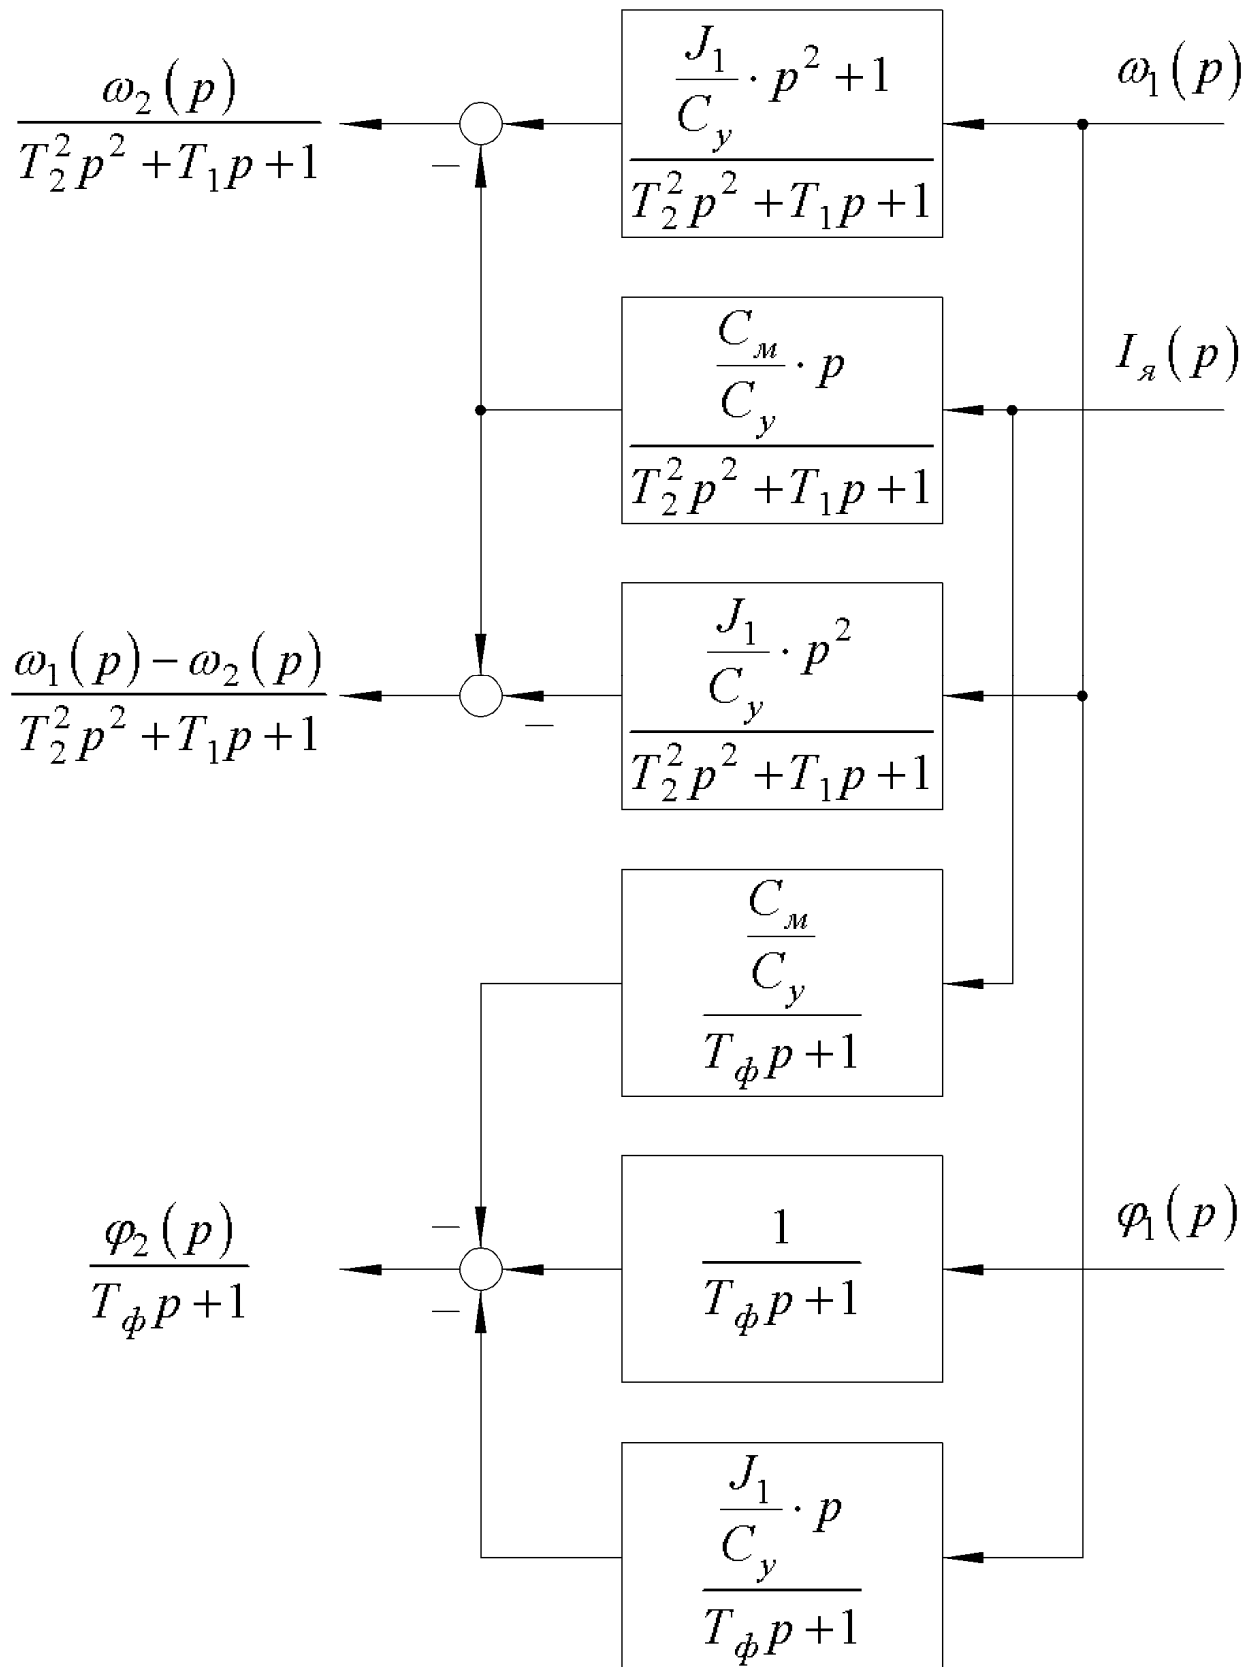 ω₂(p) / (T₂²p² + T₁p + 1)
−
(J₁/C_у · p² + 1) / (T₂²p² + T₁p + 1)
ω₁(p)
(C_м/C_у · p) / (T₂²p² + T₁p + 1)
I_я(p)
(ω₁(p) − ω₂(p)) / (T₂²p² + T₁p + 1)
−
(J₁/C_у · p²) / (T₂²p² + T₁p + 1)
(C_м/C_у) / (T_ф p + 1)
φ₂(p) / (T_ф p + 1)
−
−
1 / (T_ф p + 1)
φ₁(p)
(J₁/C_у · p) / (T_ф p + 1)